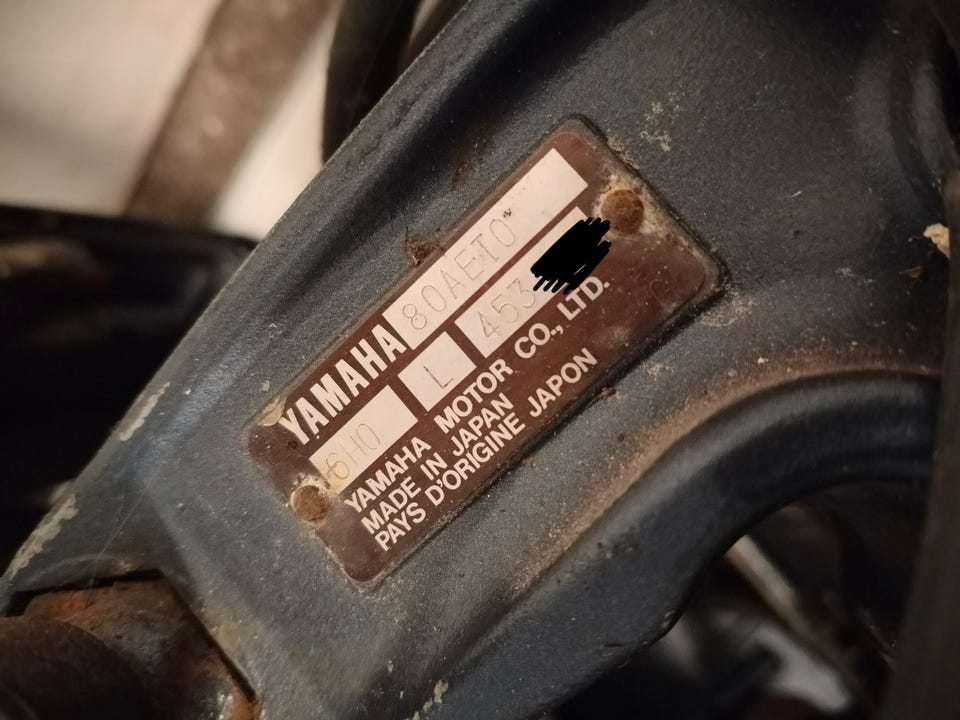 YAMAHA 80AETO
6H0 L 453
YAMAHA MOTOR CO., LTD.
MADE IN JAPAN
PAYS D'ORIGINE JAPON